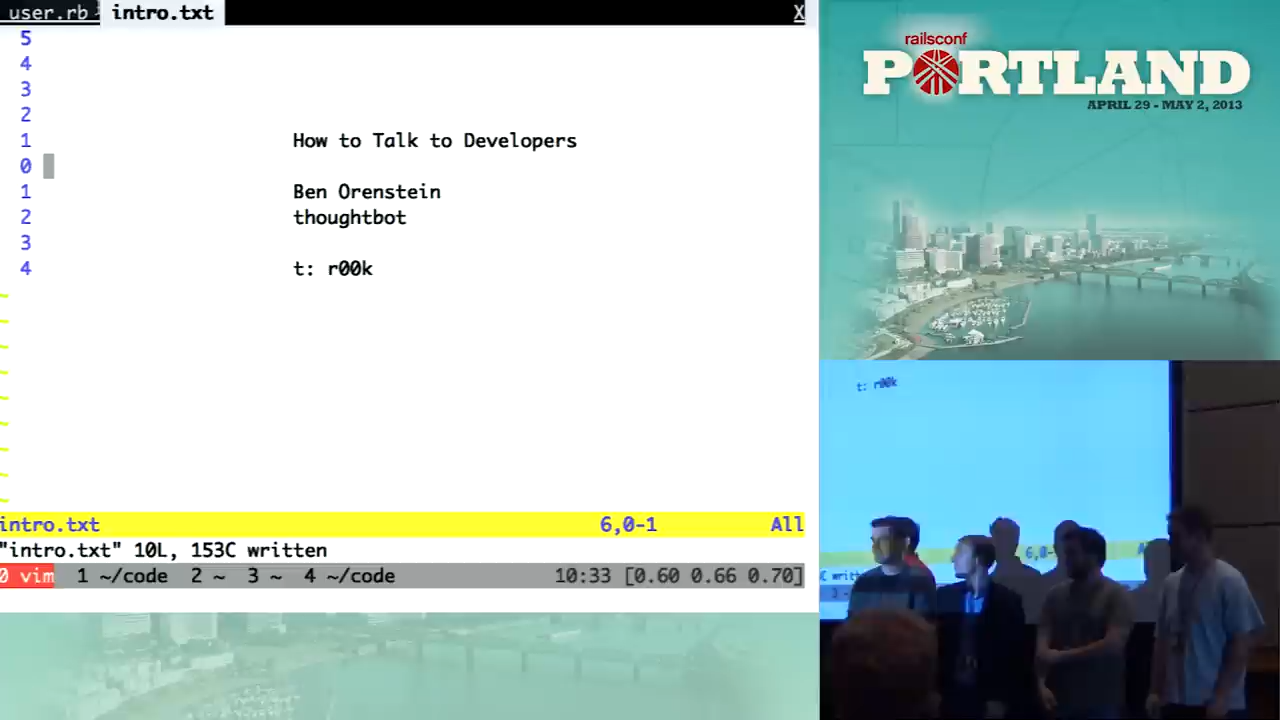 user.rb intro.txt X
5
4
3
2
1 How to Talk to Developers
0
1 Ben Orenstein
2 thoughtbot
3
4 t: r00k
~
~
~
~
~
~
~
~
~
intro.txt 6,0-1 All
"intro.txt" 10L, 153C written
0 vim 1 ~/code 2 ~ 3 ~ 4 ~/code 10:33 [0.60 0.66 0.70]
railsconf
PORTLAND
APRIL 29 - MAY 2, 2013
t: r00k
6,0-